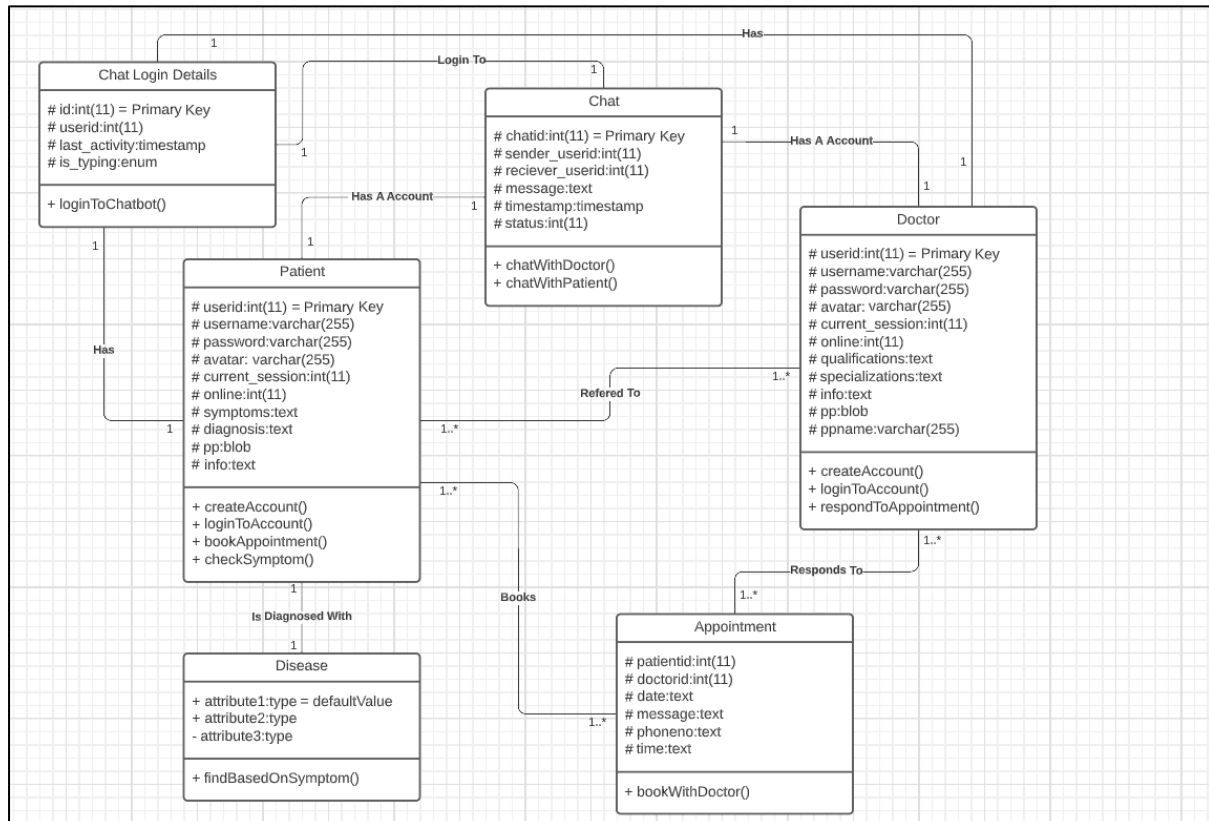 Has
1
Login To
1
Chat Login Details
# id:int(11) = Primary Key
# userid:int(11)
# last_activity:timestamp
# is_typing:enum
+ loginToChatbot()
1
1
1
Chat
# chatid:int(11) = Primary Key
# sender_userid:int(11)
# reciever_userid:int(11)
# message:text
# timestamp:timestamp
# status:int(11)
+ chatWithDoctor()
+ chatWithPatient()
1
Has A Account
1
1
Has A Account
1
1
Doctor
# userid:int(11) = Primary Key
# username:varchar(255)
# password:varchar(255)
# avatar: varchar(255)
# current_session:int(11)
# online:int(11)
# qualifications:text
# specializations:text
# info:text
# pp:blob
# ppname:varchar(255)
+ createAccount()
+ loginToAccount()
+ respondToAppointment()
Patient
# userid:int(11) = Primary Key
# username:varchar(255)
# password:varchar(255)
# avatar: varchar(255)
# current_session:int(11)
# online:int(11)
# symptoms:text
# diagnosis:text
# pp:blob
# info:text
+ createAccount()
+ loginToAccount()
+ bookAppointment()
+ checkSymptom()
Has
1
1..*
Refered To
1..*
1..*
Books
1..*
1..*
Responds To
1..*
1
Is Diagnosed With
1
Disease
+ attribute1:type = defaultValue
+ attribute2:type
- attribute3:type
+ findBasedOnSymptom()
Appointment
# patientid:int(11)
# doctorid:int(11)
# date:text
# message:text
# phoneno:text
# time:text
+ bookWithDoctor()